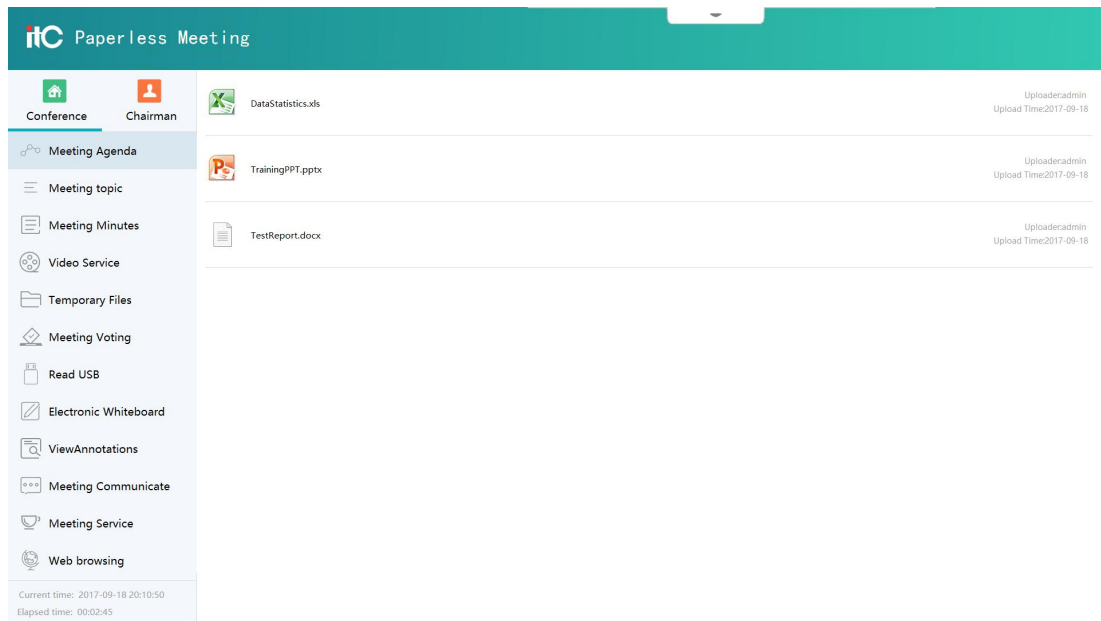 itC Paperless Meeting
Conference
Chairman
Meeting Agenda
Meeting topic
Meeting Minutes
Video Service
Temporary Files
Meeting Voting
Read USB
Electronic Whiteboard
ViewAnnotations
Meeting Communicate
Meeting Service
Web browsing
Current time: 2017-09-18 20:10:50
Elapsed time: 00:02:45
DataStatistics.xls
Uploader:admin
Upload Time:2017-09-18
TrainingPPT.pptx
Uploader:admin
Upload Time:2017-09-18
TestReport.docx
Uploader:admin
Upload Time:2017-09-18